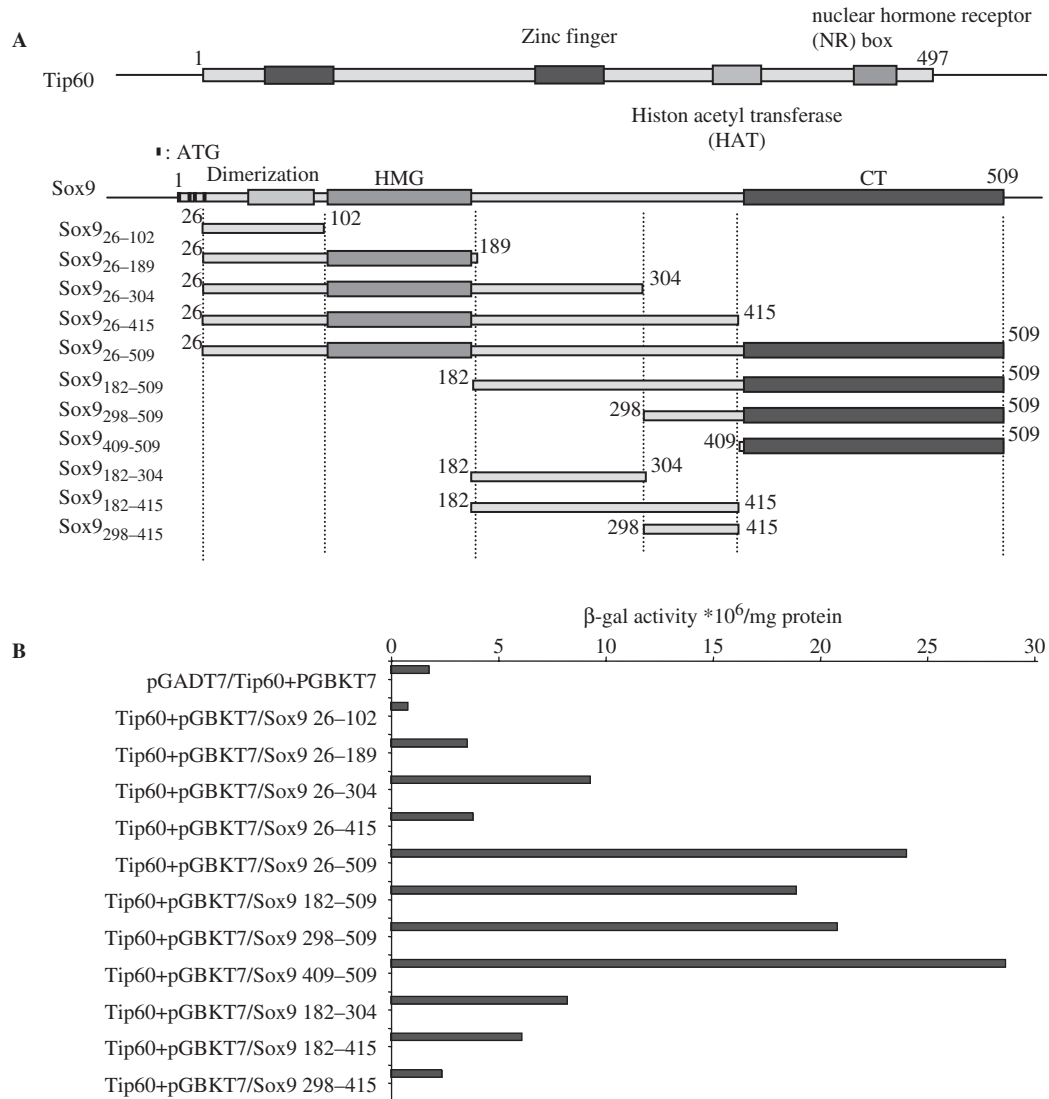 A
nuclear hormone receptor
(NR) box
Zinc finger
1
497
Tip60
Histon acetyl transferase
(HAT)
: ATG
1
Dimerization
HMG
CT
509
Sox9
Sox926–102
26
102
Sox926–189
26
189
Sox926–304
26
304
Sox926–415
26
415
Sox926–509
26
509
Sox9182–509
182
509
Sox9298–509
298
509
Sox9409-509
409
509
Sox9182–304
182
304
Sox9182–415
182
415
Sox9298–415
298
415
B
β-gal activity *10^6/mg protein
0 5 10 15 20 25 30
pGADT7/Tip60+PGBKT7
Tip60+pGBKT7/Sox9 26–102
Tip60+pGBKT7/Sox9 26–189
Tip60+pGBKT7/Sox9 26–304
Tip60+pGBKT7/Sox9 26–415
Tip60+pGBKT7/Sox9 26–509
Tip60+pGBKT7/Sox9 182–509
Tip60+pGBKT7/Sox9 298–509
Tip60+pGBKT7/Sox9 409–509
Tip60+pGBKT7/Sox9 182–304
Tip60+pGBKT7/Sox9 182–415
Tip60+pGBKT7/Sox9 298–415